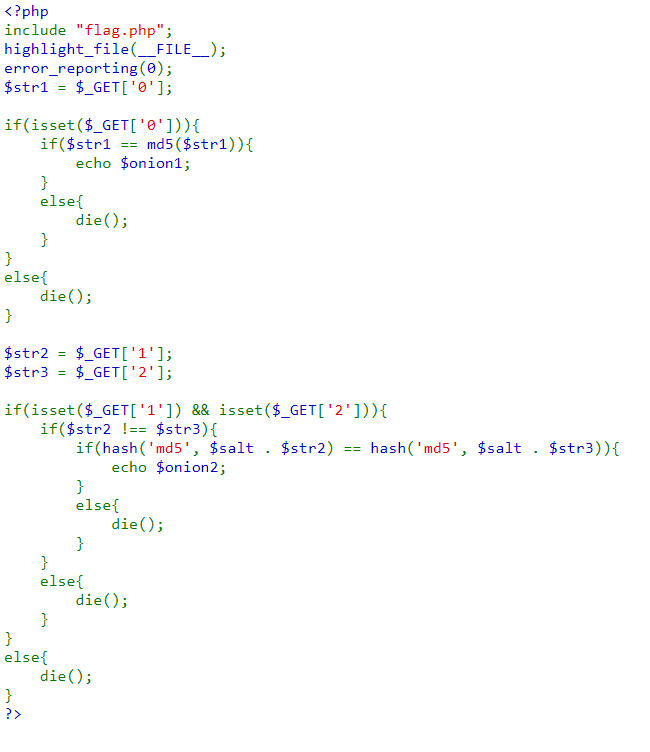 <?php
include "flag.php";
highlight_file(__FILE__);
error_reporting(0);
$str1 = $_GET['0'];

if(isset($_GET['0'])){
    if($str1 == md5($str1)){
        echo $onion1;
    }
    else{
        die();
    }
}
else{
    die();
}

$str2 = $_GET['1'];
$str3 = $_GET['2'];

if(isset($_GET['1']) && isset($_GET['2'])){
    if($str2 !== $str3){
        if(hash('md5', $salt . $str2) == hash('md5', $salt . $str3)){
            echo $onion2;
        }
        else{
            die();
        }
    }
    else{
        die();
    }
}
else{
    die();
}
?>